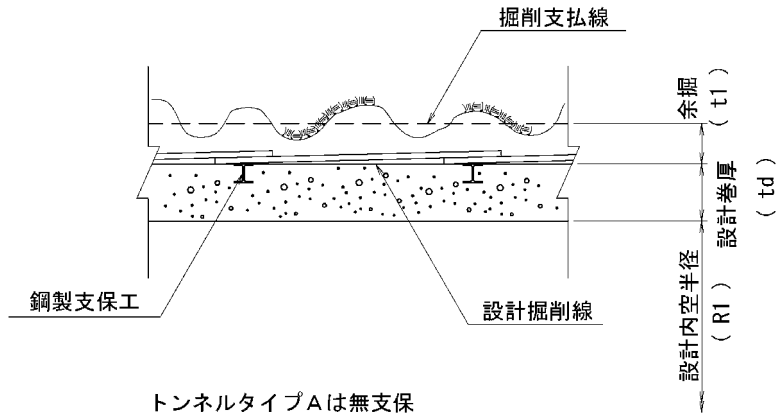 掘削支払線
余掘
(t1)
設計巻厚
(td)
設計内空半径
(R1)
鋼製支保工
設計掘削線
トンネルタイプAは無支保